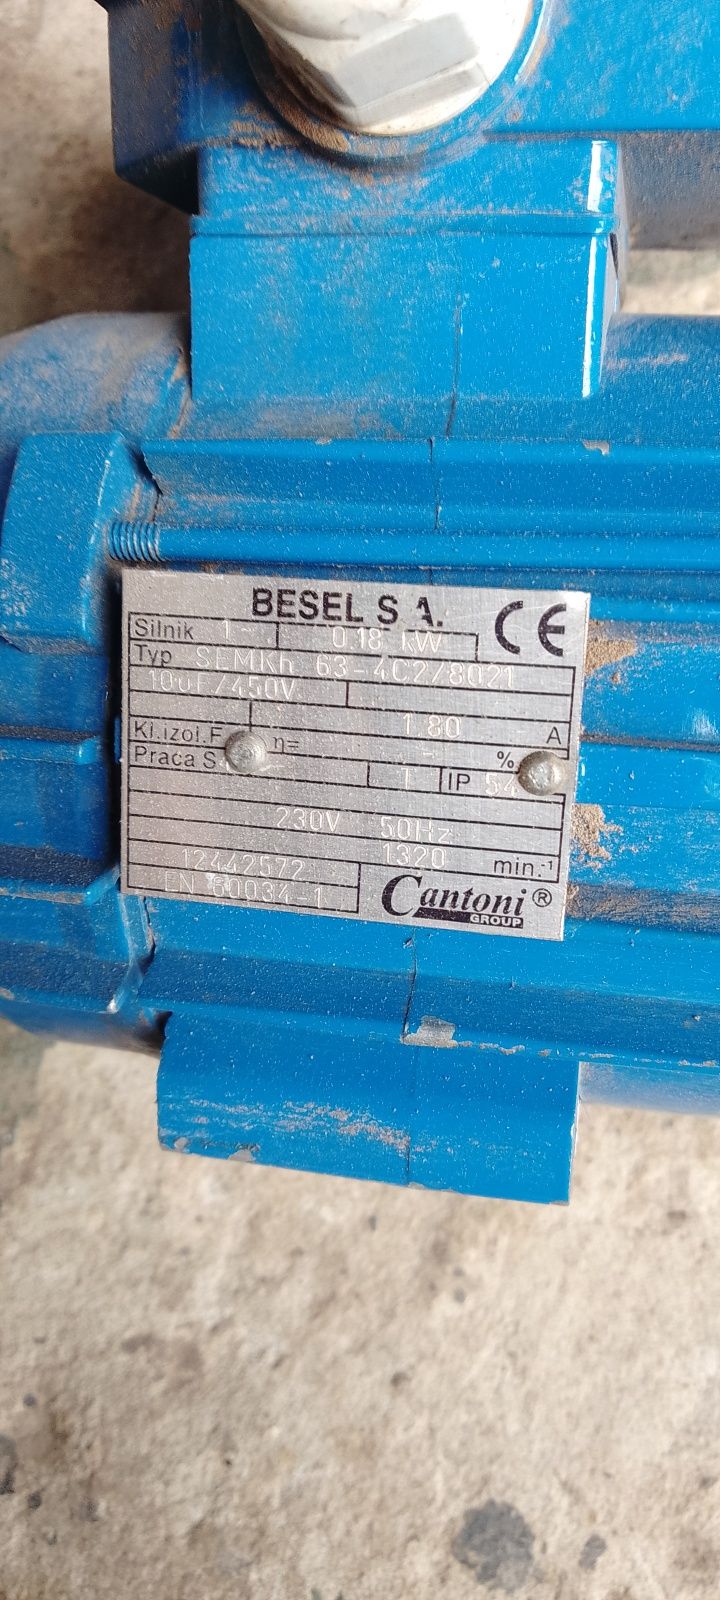 BESEL S.A. CE
Silnik 1~ 0.18 kW
Typ SEMKh 63-4C2/8021
10uF/450V
1.80 A
Kl.izol.F η= - %
Praca S T IP 54
230V 50Hz
12442572 1320 min.⁻¹
EN 60034-1 Cantoni ®
GROUP